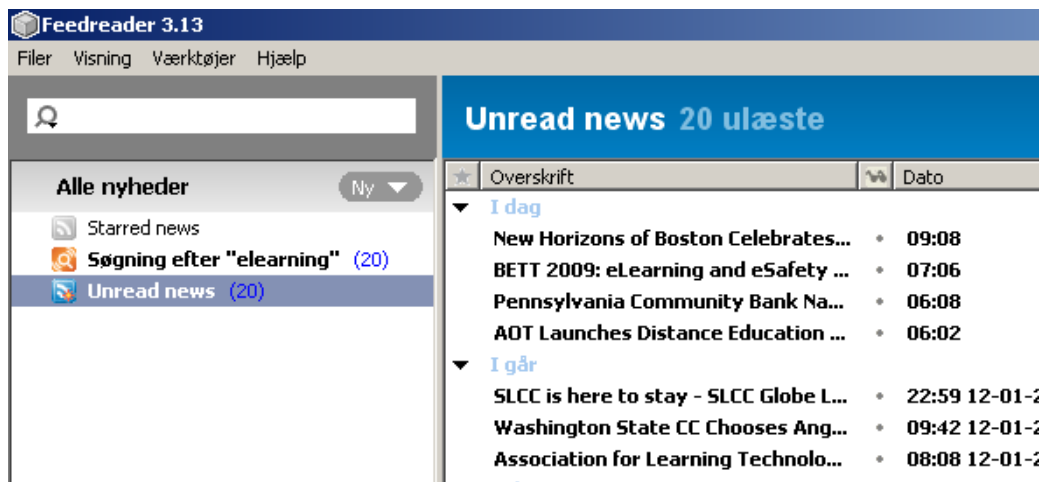 Feedreader 3.13
Filer Visning Værktøjer Hjælp
Unread news 20 ulæste
Alle nyheder Ny
Starred news
Søgning efter "elearning" (20)
Unread news (20)
Overskrift Dato
I dag
New Horizons of Boston Celebrates... 09:08
BETT 2009: eLearning and eSafety ... 07:06
Pennsylvania Community Bank Na... 06:08
AOT Launches Distance Education ... 06:02
I går
SLCC is here to stay - SLCC Globe L... 22:59 12-01-2
Washington State CC Chooses Ang... 09:42 12-01-2
Association for Learning Technolo... 08:08 12-01-2